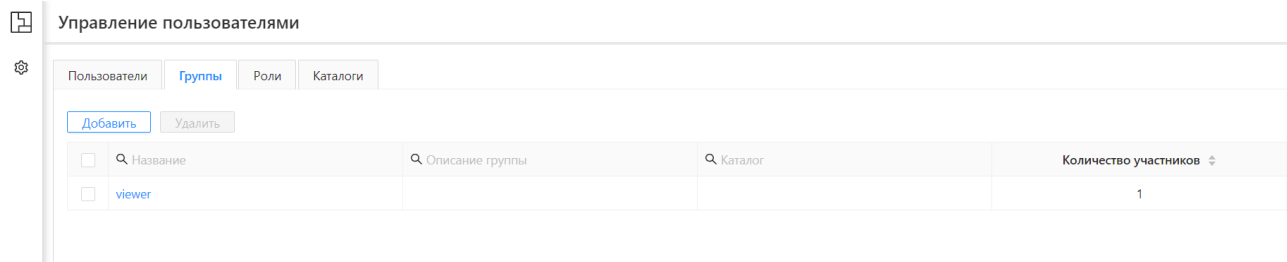 Управление пользователями
Пользователи Группы Роли Каталоги
Добавить Удалить
Название Описание группы Каталог Количество участников
viewer 1